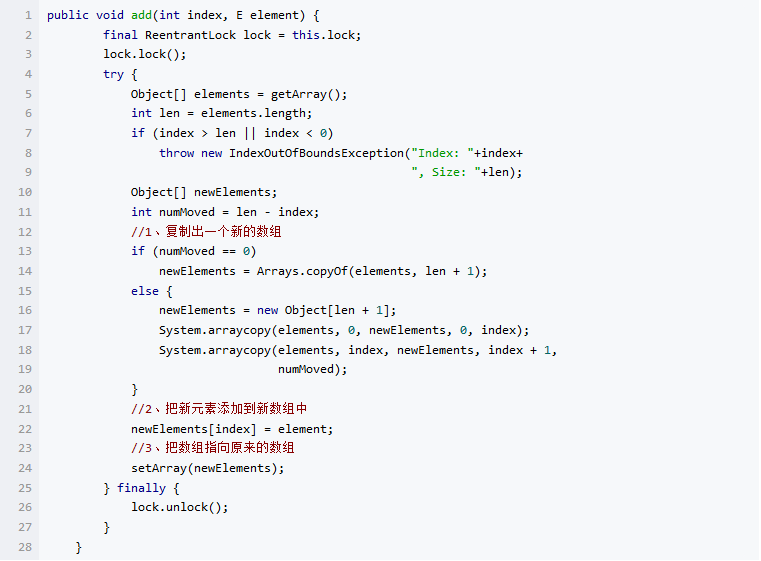 1 public void add(int index, E element) {
2         final ReentrantLock lock = this.lock;
3         lock.lock();
4         try {
5             Object[] elements = getArray();
6             int len = elements.length;
7             if (index > len || index < 0)
8                 throw new IndexOutOfBoundsException("Index: "+index+
9                                                     ", Size: "+len);
10             Object[] newElements;
11             int numMoved = len - index;
12             //1、复制出一个新的数组
13             if (numMoved == 0)
14                 newElements = Arrays.copyOf(elements, len + 1);
15             else {
16                 newElements = new Object[len + 1];
17                 System.arraycopy(elements, 0, newElements, 0, index);
18                 System.arraycopy(elements, index, newElements, index + 1,
19                                  numMoved);
20             }
21             //2、把新元素添加到新数组中
22             newElements[index] = element;
23             //3、把数组指向原来的数组
24             setArray(newElements);
25         } finally {
26             lock.unlock();
27         }
28     }